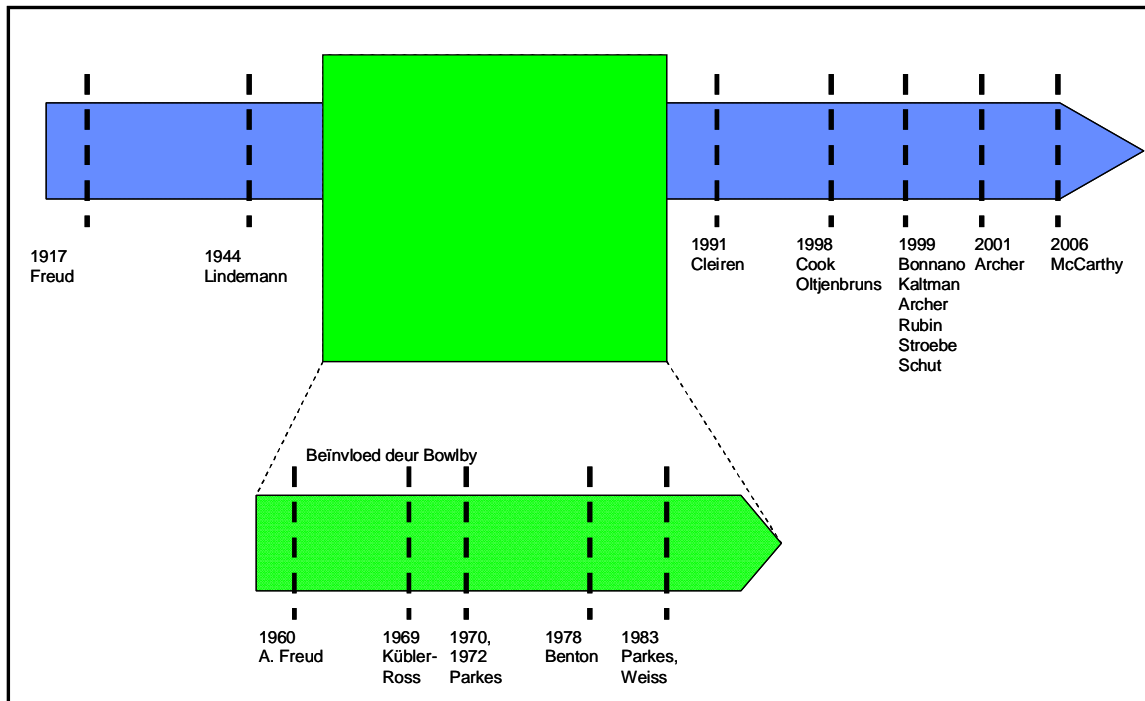 1917
Freud
1944
Lindemann
1991
Cleiren
1998
Cook
Oltjenbruns
1999
Bonnano
Kaltman
Archer
Rubin
Stroebe
Schut
2001
Archer
2006
McCarthy
Beïnvloed deur Bowlby
1960
A. Freud
1969
Kübler-
Ross
1970,
1972
Parkes
1978
Benton
1983
Parkes,
Weiss